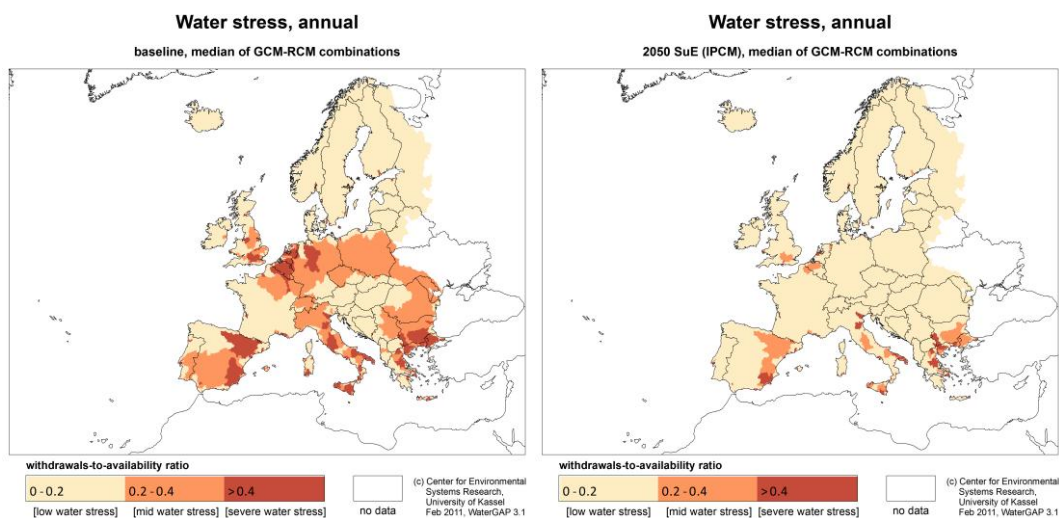 Water stress, annual
baseline, median of GCM-RCM combinations
withdrawals-to-availability ratio
0 - 0.2
0.2 - 0.4
> 0.4
[low water stress]
[mid water stress]
[severe water stress]
no data
(c) Center for Environmental
Systems Research,
University of Kassel
Feb 2011, WaterGAP 3.1
Water stress, annual
2050 SuE (IPCM), median of GCM-RCM combinations
withdrawals-to-availability ratio
0 - 0.2
0.2 - 0.4
>0.4
[low water stress]
[mid water stress]
[severe water stress]
no data
(c) Center for Environmental
Systems Research,
University of Kassel
Feb 2011, WaterGAP 3.1